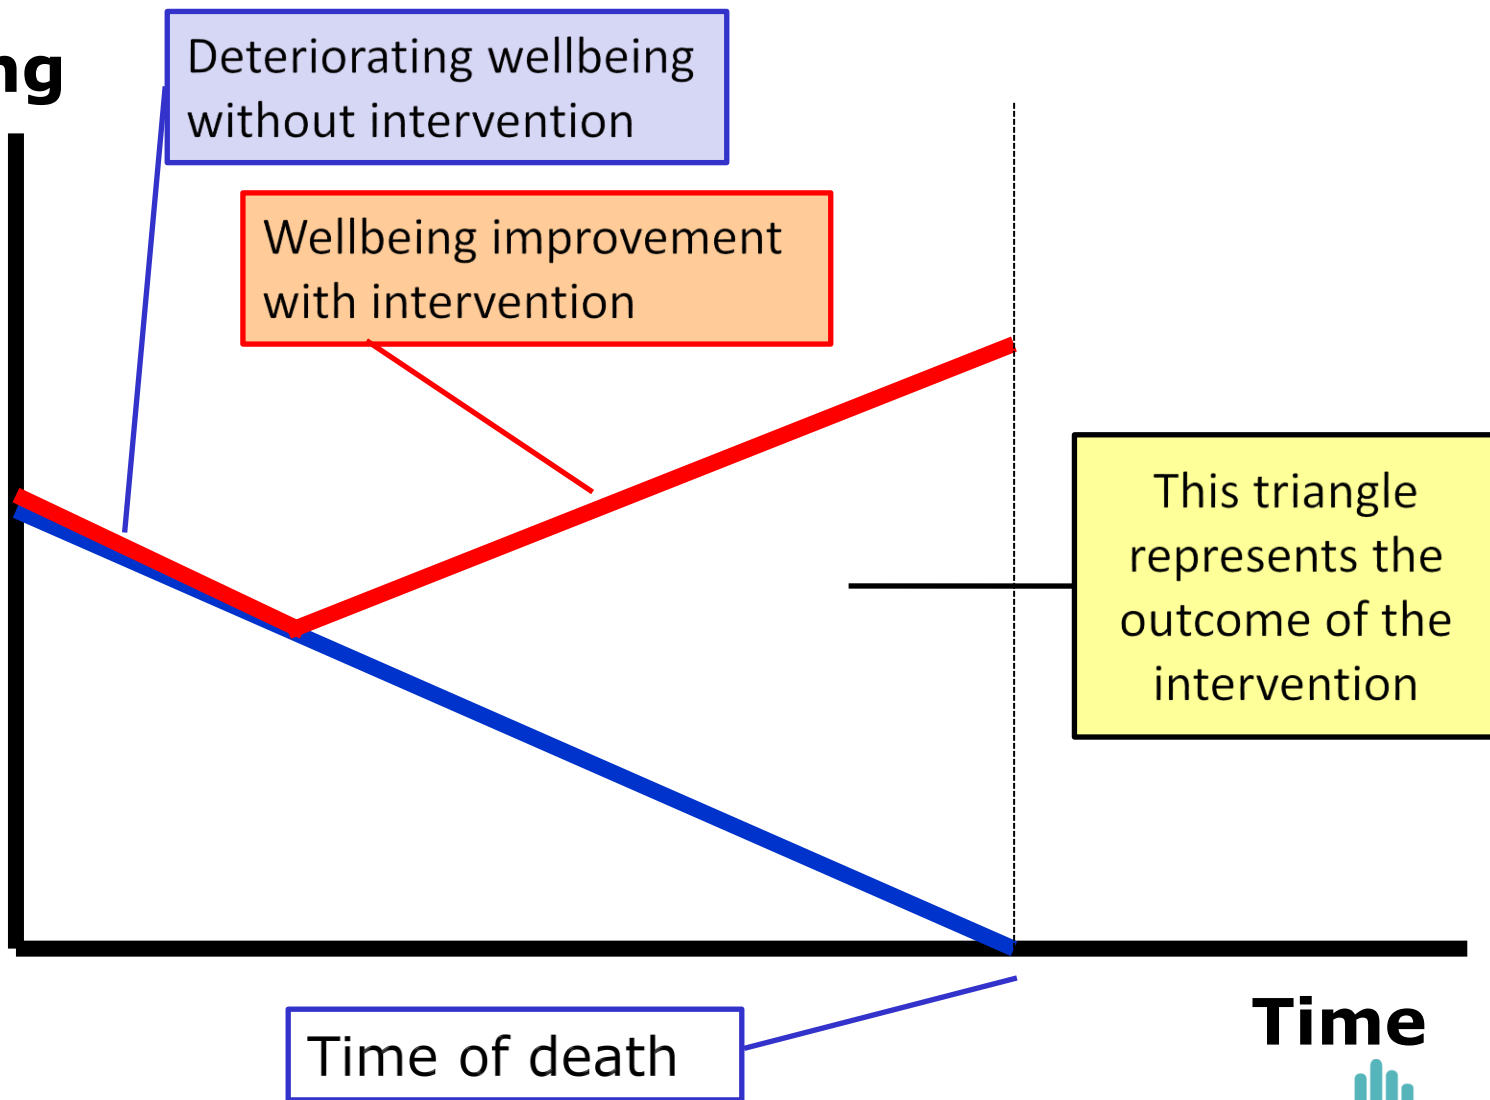 ng
Deteriorating wellbeing
without intervention
Wellbeing improvement
with intervention
This triangle
represents the
outcome of the
intervention
Time of death
Time